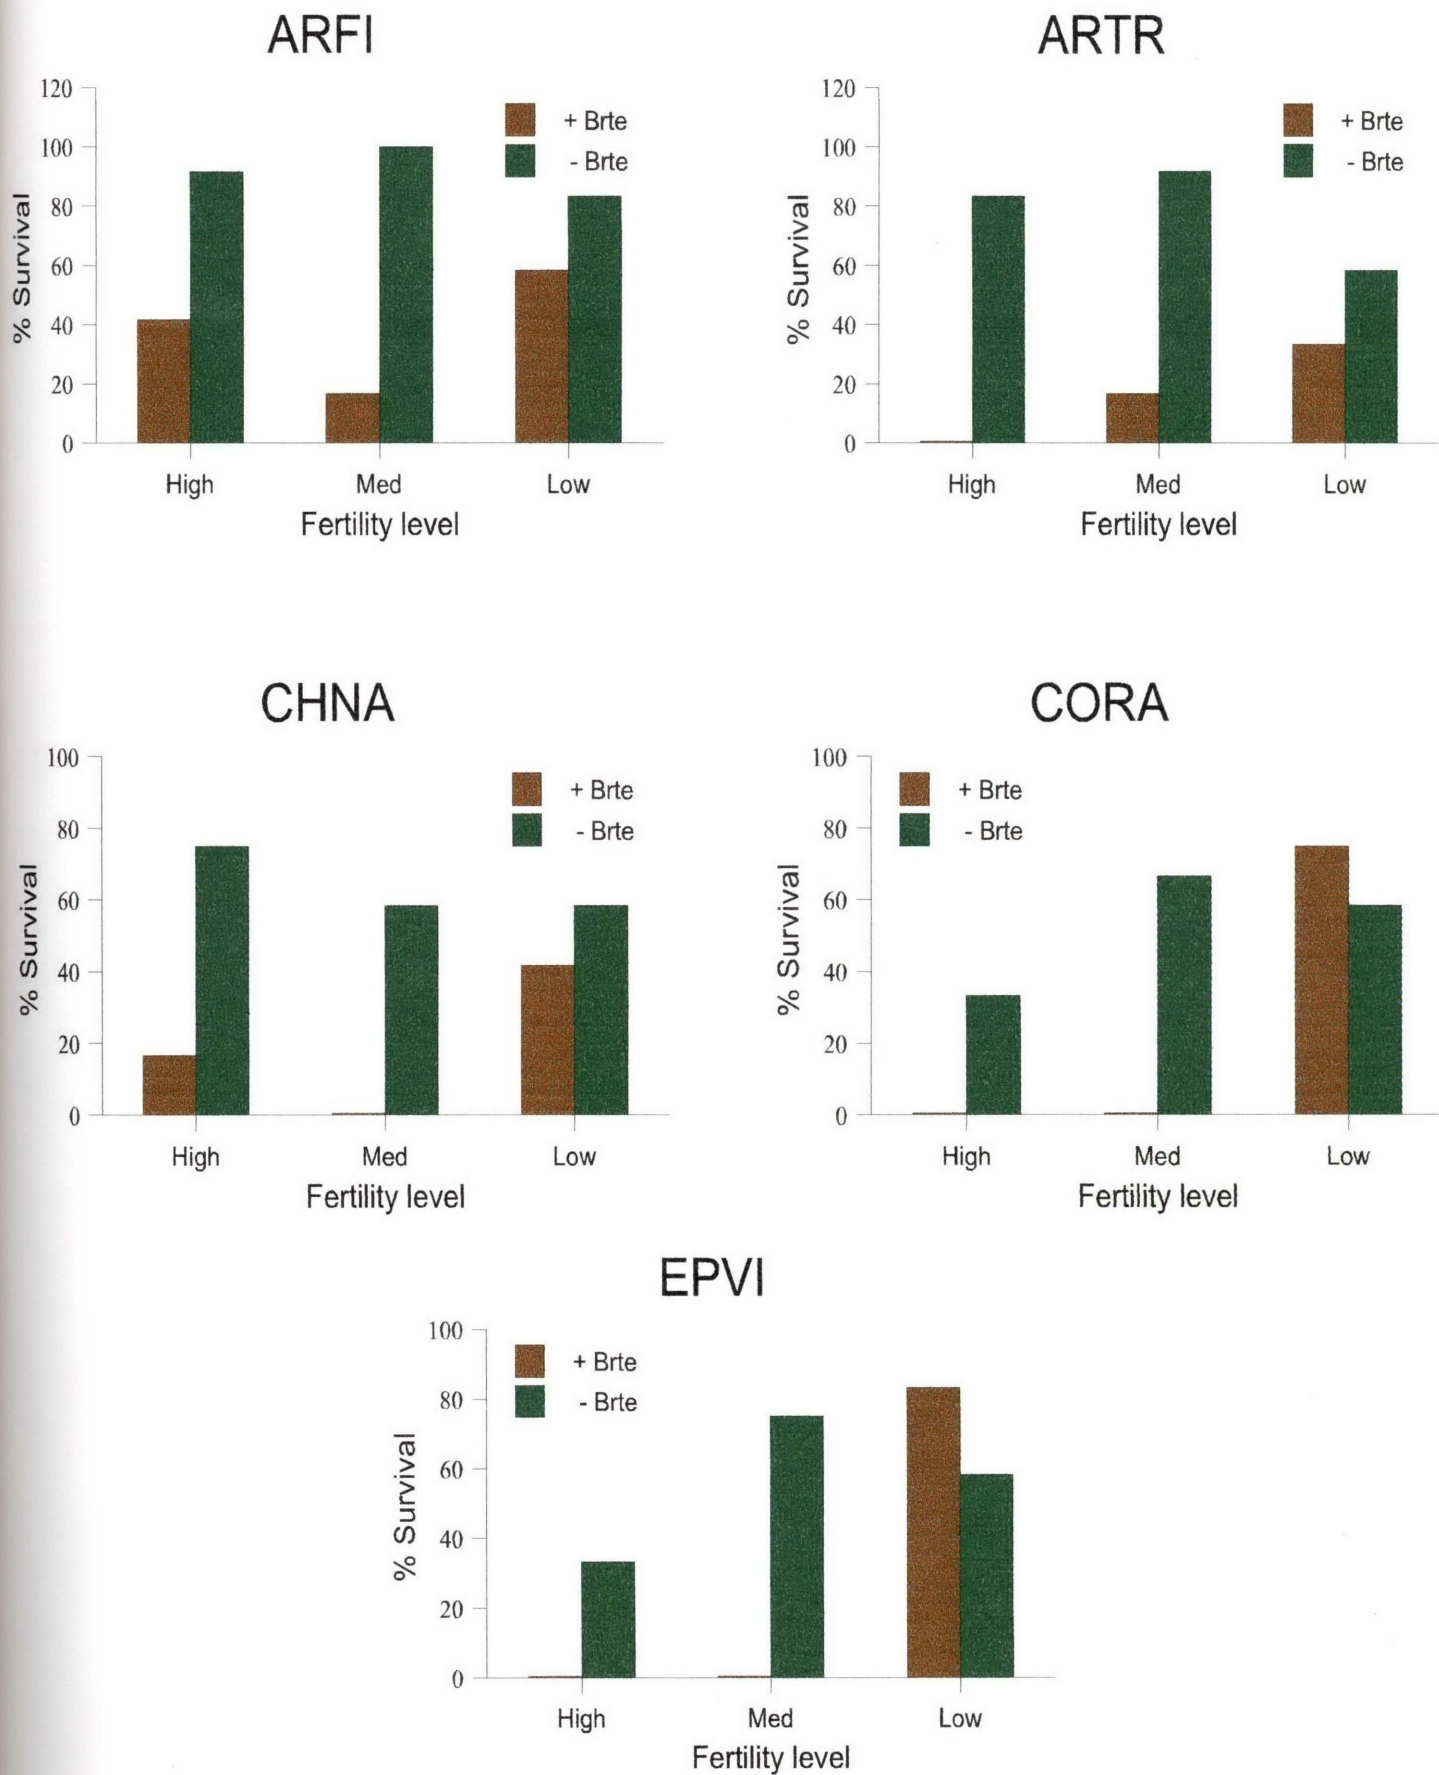 ARFI
120
100
80
60
40
20
0
% Survival
+ Brte
- Brte
High Med Low
Fertility level
ARTR
120
100
80
60
40
20
0
% Survival
+ Brte
- Brte
High Med Low
Fertility level
CHNA
100
80
60
40
20
0
% Survival
+ Brte
- Brte
High Med Low
Fertility level
CORA
100
80
60
40
20
0
% Survival
+ Brte
- Brte
High Med Low
Fertility level
EPVI
100
80
60
40
20
0
% Survival
+ Brte
- Brte
High Med Low
Fertility level